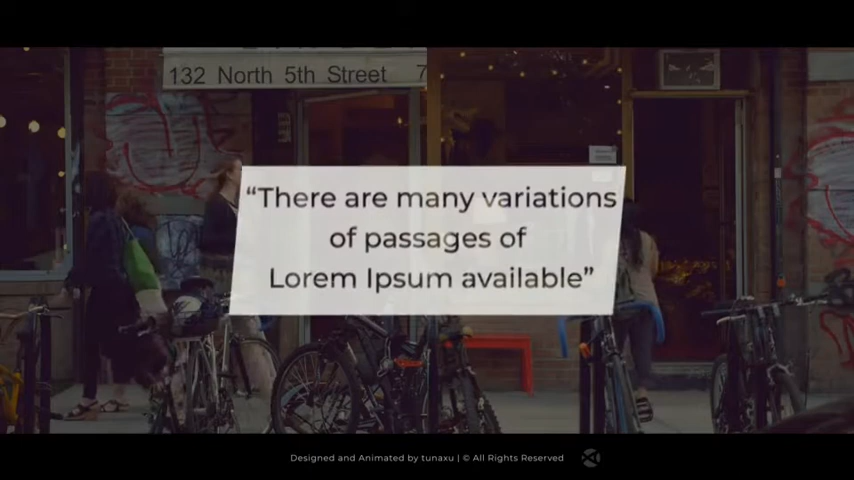 132 North 5th Street 7
“There are many variations
of passages of
Lorem Ipsum available”
Designed and Animated by tunaxu | © All Rights Reserved